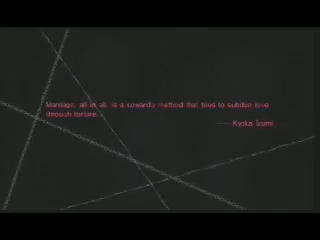 Marriage, all in all, is a cowardly method that tries to subdue love
through torture.
——Kyoka Izumi